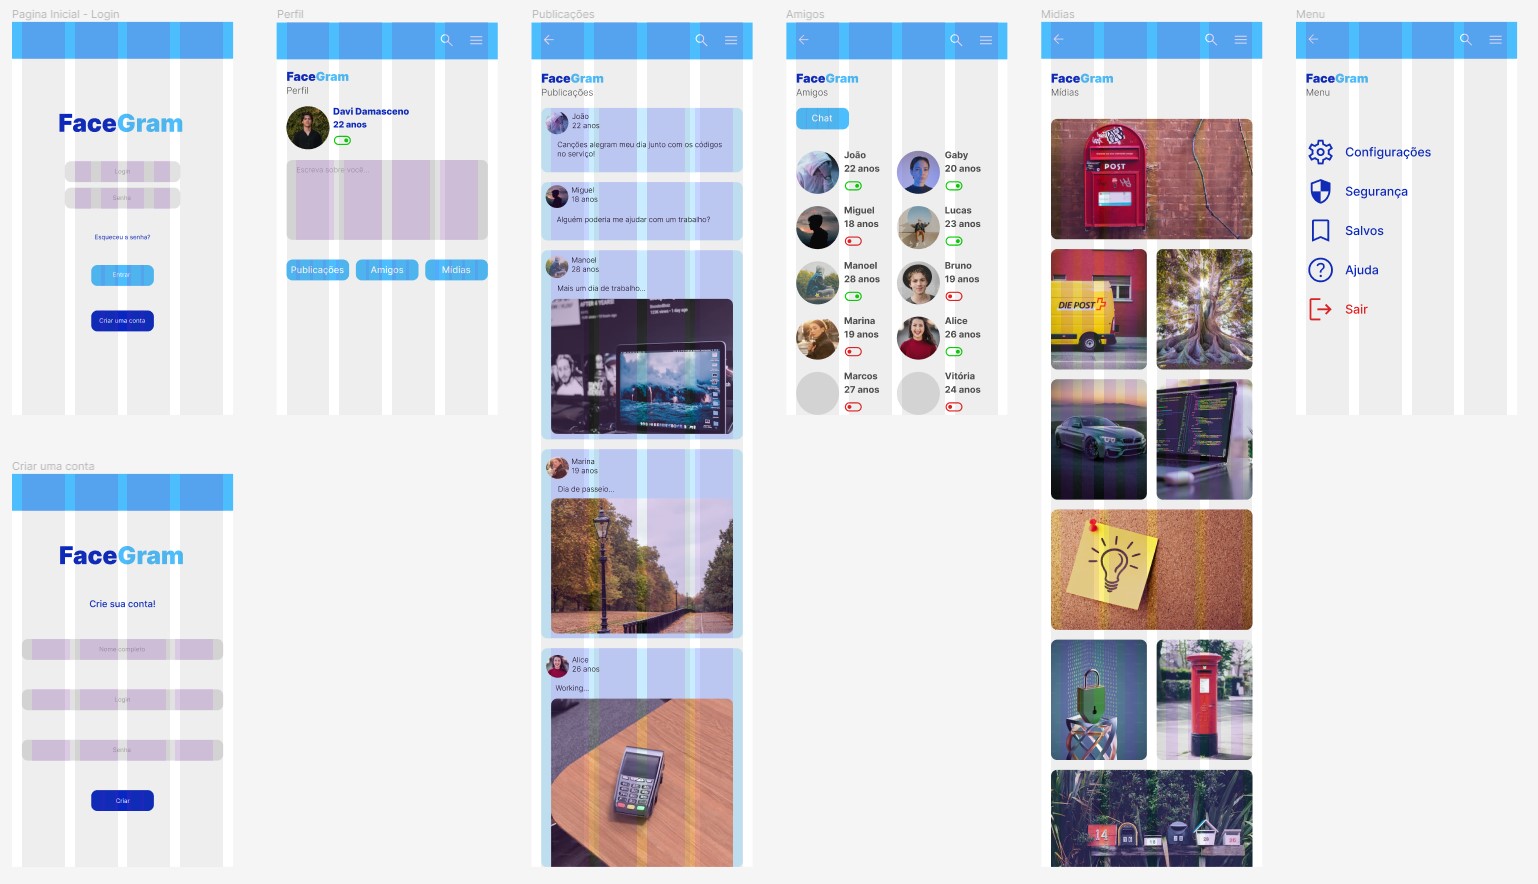 Pagina Inicial - Login
FaceGram
Login
Senha
Esqueceu a senha?
Entrar
Criar uma conta
Criar uma conta
FaceGram
Crie sua conta!
Nome completo
Login
Senha
Criar
Perfil
FaceGram
Perfil
Davi Damasceno
22 anos
Escreva sobre você...
Publicações
Amigos
Mídias
Publicações
FaceGram
Publicações
João
22 anos
Canções alegram meu dia junto com os códigos
no serviço!
Miguel
18 anos
Alguém poderia me ajudar com um trabalho?
Manoel
28 anos
Mais um dia de trabalho...
Marina
19 anos
Dia de passeio...
Alice
26 anos
Working...
Amigos
FaceGram
Amigos
Chat
João
22 anos
Gaby
20 anos
Miguel
18 anos
Lucas
23 anos
Manoel
28 anos
Bruno
19 anos
Marina
19 anos
Alice
26 anos
Marcos
27 anos
Vitória
24 anos
Mídias
FaceGram
Mídias
POST
DIE POST
14
Menu
FaceGram
Menu
Configurações
Segurança
Salvos
Ajuda
Sair